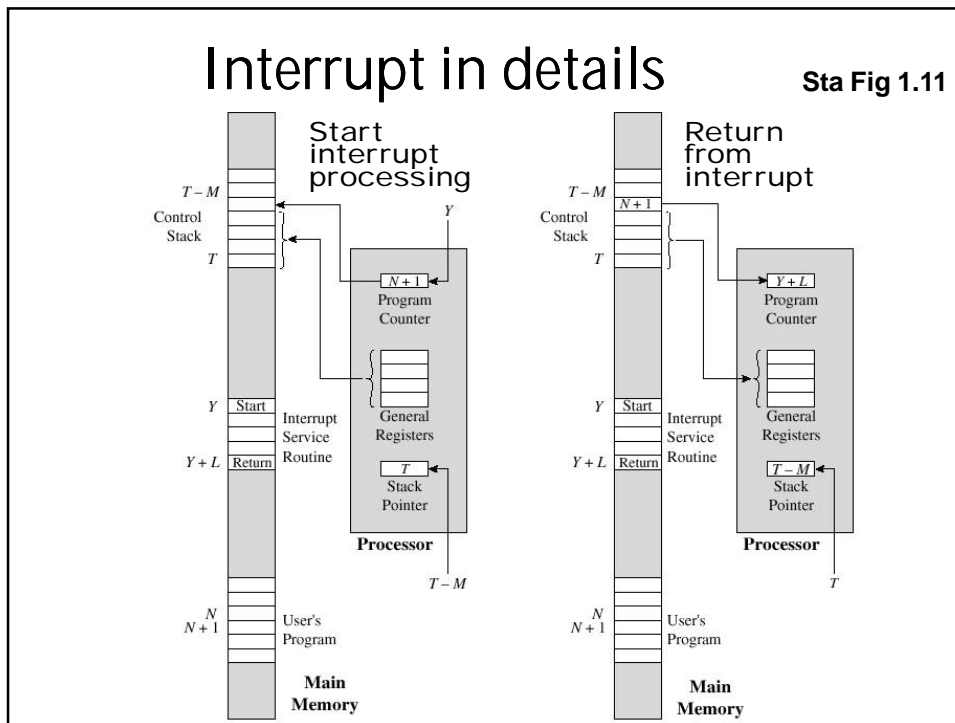 Interrupt in details
Sta Fig 1.11
Start
interrupt
processing
T – M
Control
Stack
T
Y
N + 1
Program
Counter
General
Registers
T
Stack
Pointer
Processor
T – M
Y
Start
Interrupt
Service
Routine
Y + L
Return
N
N + 1
User's
Program
Main
Memory
Return
from
interrupt
T – M
N + 1
Control
Stack
T
Y + L
Program
Counter
General
Registers
T – M
Stack
Pointer
Processor
T
Y
Start
Interrupt
Service
Routine
Y + L
Return
N
N + 1
User's
Program
Main
Memory